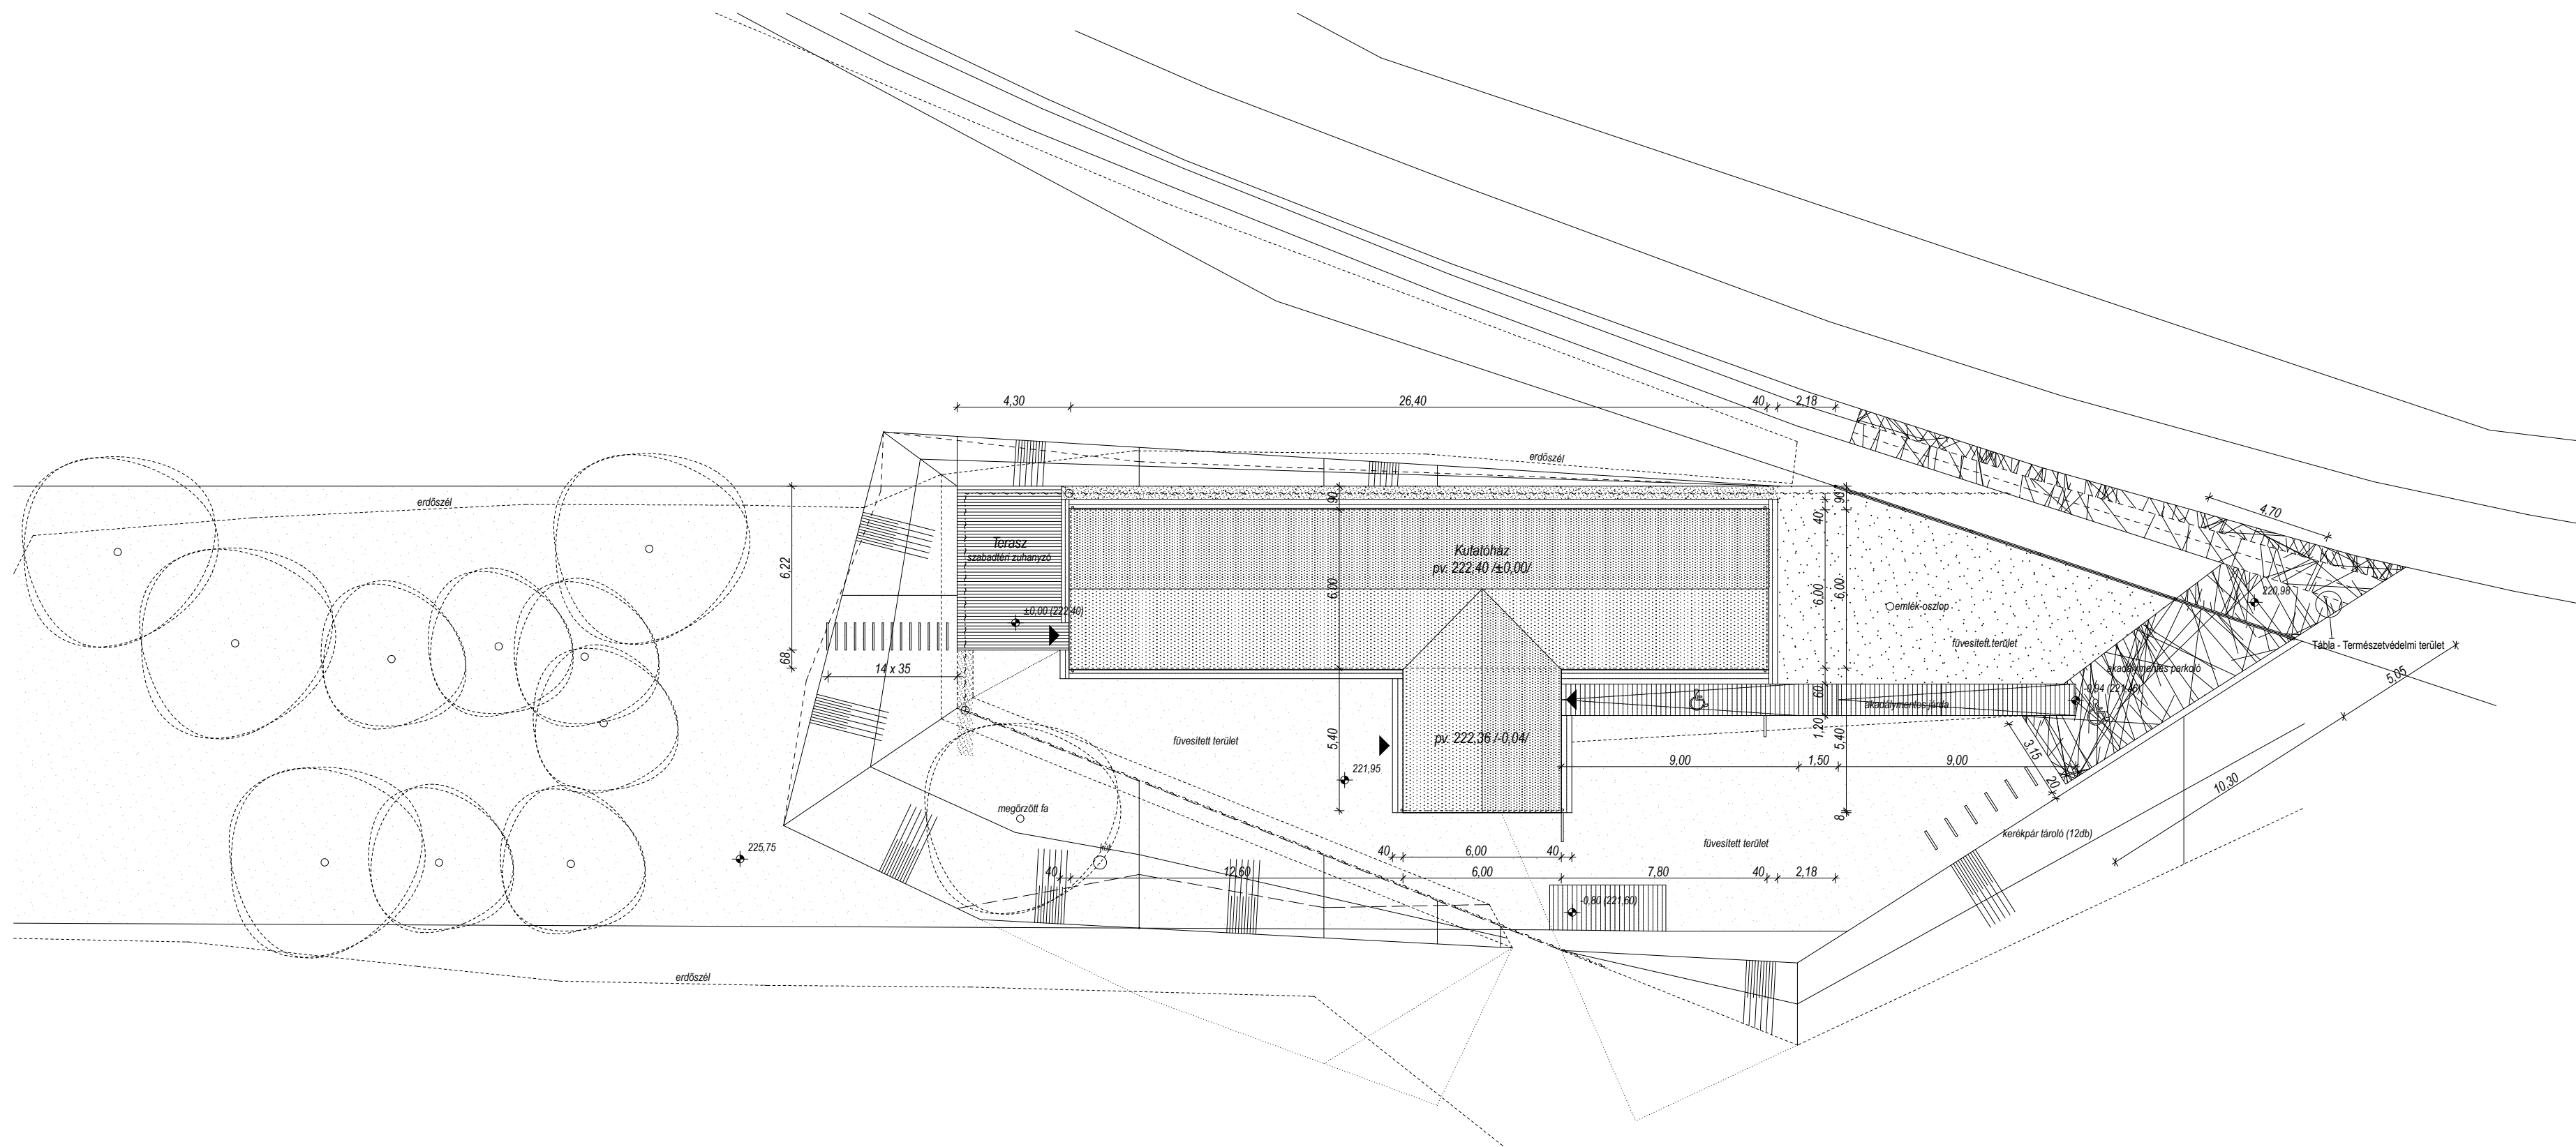 4,30
26,40
40
2,18
erdőszél
erdőszél
4,70
90
90
40
Terasz
szabadtéri zuhanyzó
Kutatóház
pv. 222,40 /±0,00/
6,22
6,00
6,00
6,00
220,98
±0,00 (222,40)
emlék-oszlop
füvesített terület
Tábla - Természetvédelmi terület
68
14 x 35
akadálymentes parkoló
5,05
60
akadálymentes járda
1,20
füvesített terület
5,40
pv. 222,36 /-0,04/
5,40
3,15
221,95
9,00
1,50
9,00
20
10,30
megőrzött fa
8
kerékpár tároló (12db)
225,75
kút
füvesített terület
40
6,00
40
40
12,60
6,00
7,80
40
2,18
-0,80 (221,60)
erdőszél